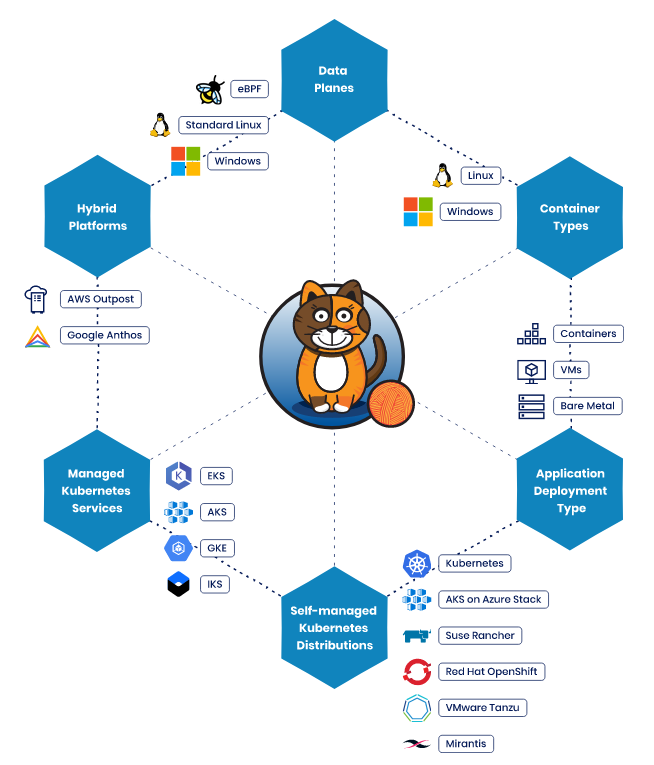 Data
Planes
eBPF
Standard Linux
Windows
Linux
Windows
Hybrid
Platforms
Container
Types
AWS Outpost
Google Anthos
Containers
VMs
Bare Metal
Managed
Kubernetes
Services
EKS
AKS
GKE
IKS
Application
Deployment
Type
Self-managed
Kubernetes
Distributions
Kubernetes
AKS on Azure Stack
Suse Rancher
Red Hat OpenShift
VMware Tanzu
Mirantis
K